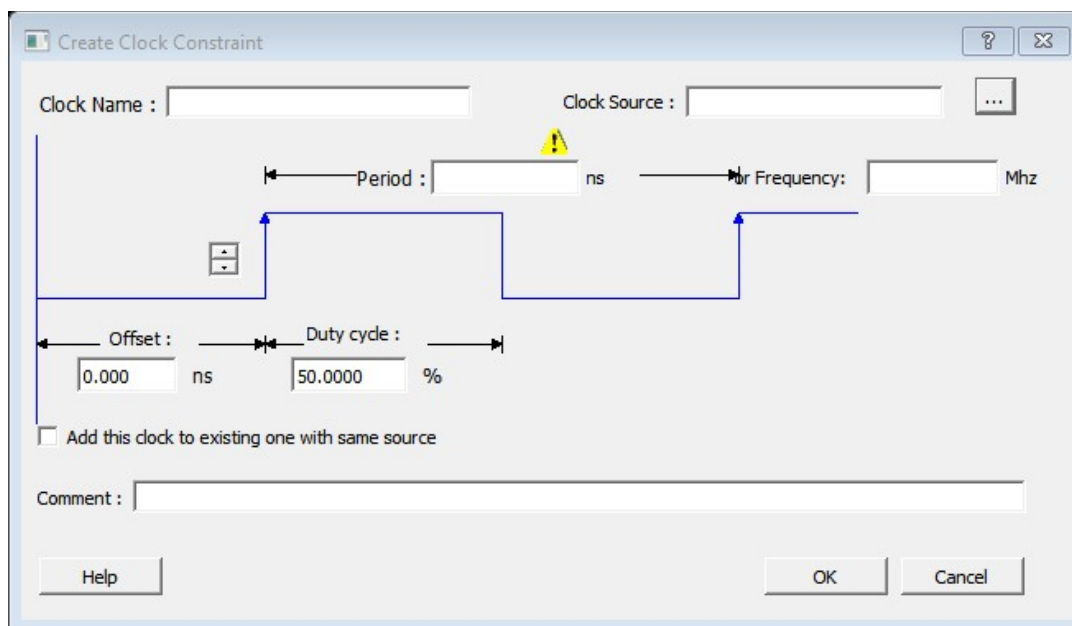 Create Clock Constraint ?
Clock Name : Clock Source : ...
Period : ns or Frequency: Mhz
Offset : Duty cycle :
0.000 ns 50.0000 %
Add this clock to existing one with same source
Comment :
Help OK Cancel